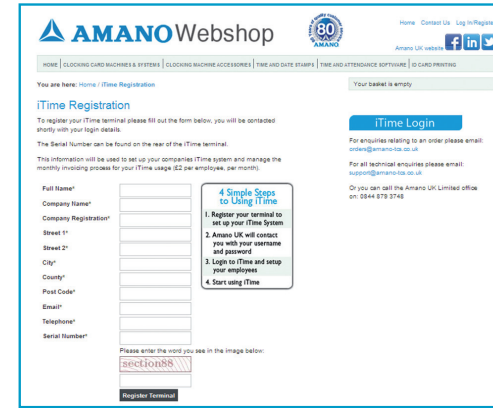 AMANO Webshop
80
AMANO
Home Contact Us Log In/Registe
Amano UK website
HOME | CLOCKING CARD MACHINES & SYSTEMS | CLOCKING MACHINE ACCESSORIES | TIME AND DATE STAMPS | TIME AND ATTENDANCE SOFTWARE | ID CARD PRINTING
You are here: Home / iTime Registration
Your basket is empty
iTime Registration
To register your iTime terminal please fill out the form below, you will be contacted
shortly with your login details.
The Serial Number can be found on the rear of the iTime terminal.
This information will be used to set up your companies iTime system and manage the
monthly invoicing process for your iTime usage (£2 per employee, per month).
iTime Login
For enquiries relating to an order please email:
orders@amano-tca.co.uk
For all technical enquiries please email:
support@amano-tca.co.uk
Or you can call the Amano UK Limited office
on: 0844 879 3748
Full Name*
Company Name*
Company Registration*
Street 1*
Street 2*
City*
County*
Post Code*
Email*
Telephone*
Serial Number*
4 Simple Steps
to Using iTime
1. Register your terminal to
set up your iTime System
2. Amano UK will contact
you with your username
and password
3. Login to iTime and setup
your employees
4. Start using iTime
Please enter the word you see in the image below:
section88
Register Terminal